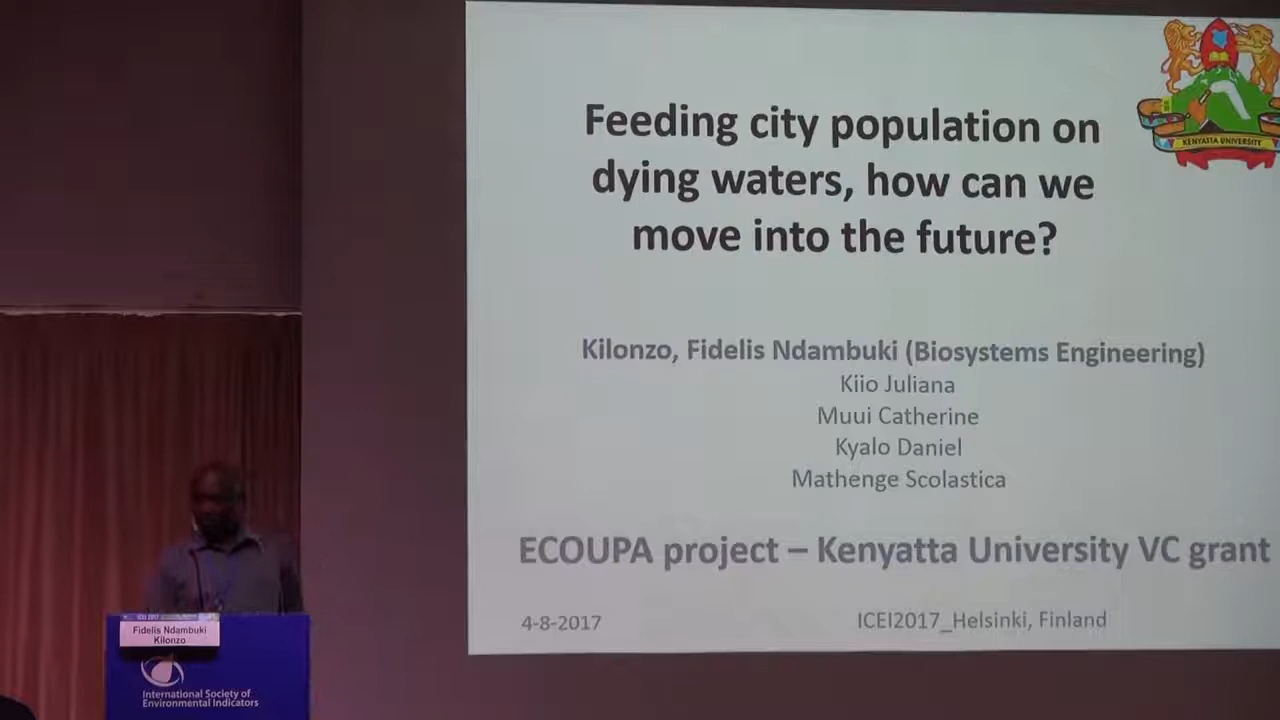 Feeding city population on
dying waters, how can we
move into the future?
KENYATTA UNIVERSITY
Kilonzo, Fidelis Ndambuki (Biosystems Engineering)
Kiio Juliana
Muui Catherine
Kyalo Daniel
Mathenge Scolastica
ECOUPA project – Kenyatta University VC grant
4-8-2017
ICEI2017_Helsinki, Finland
ICEI 2017
Fidelis Ndambuki
Kilonzo
International Society of
Environmental Indicators